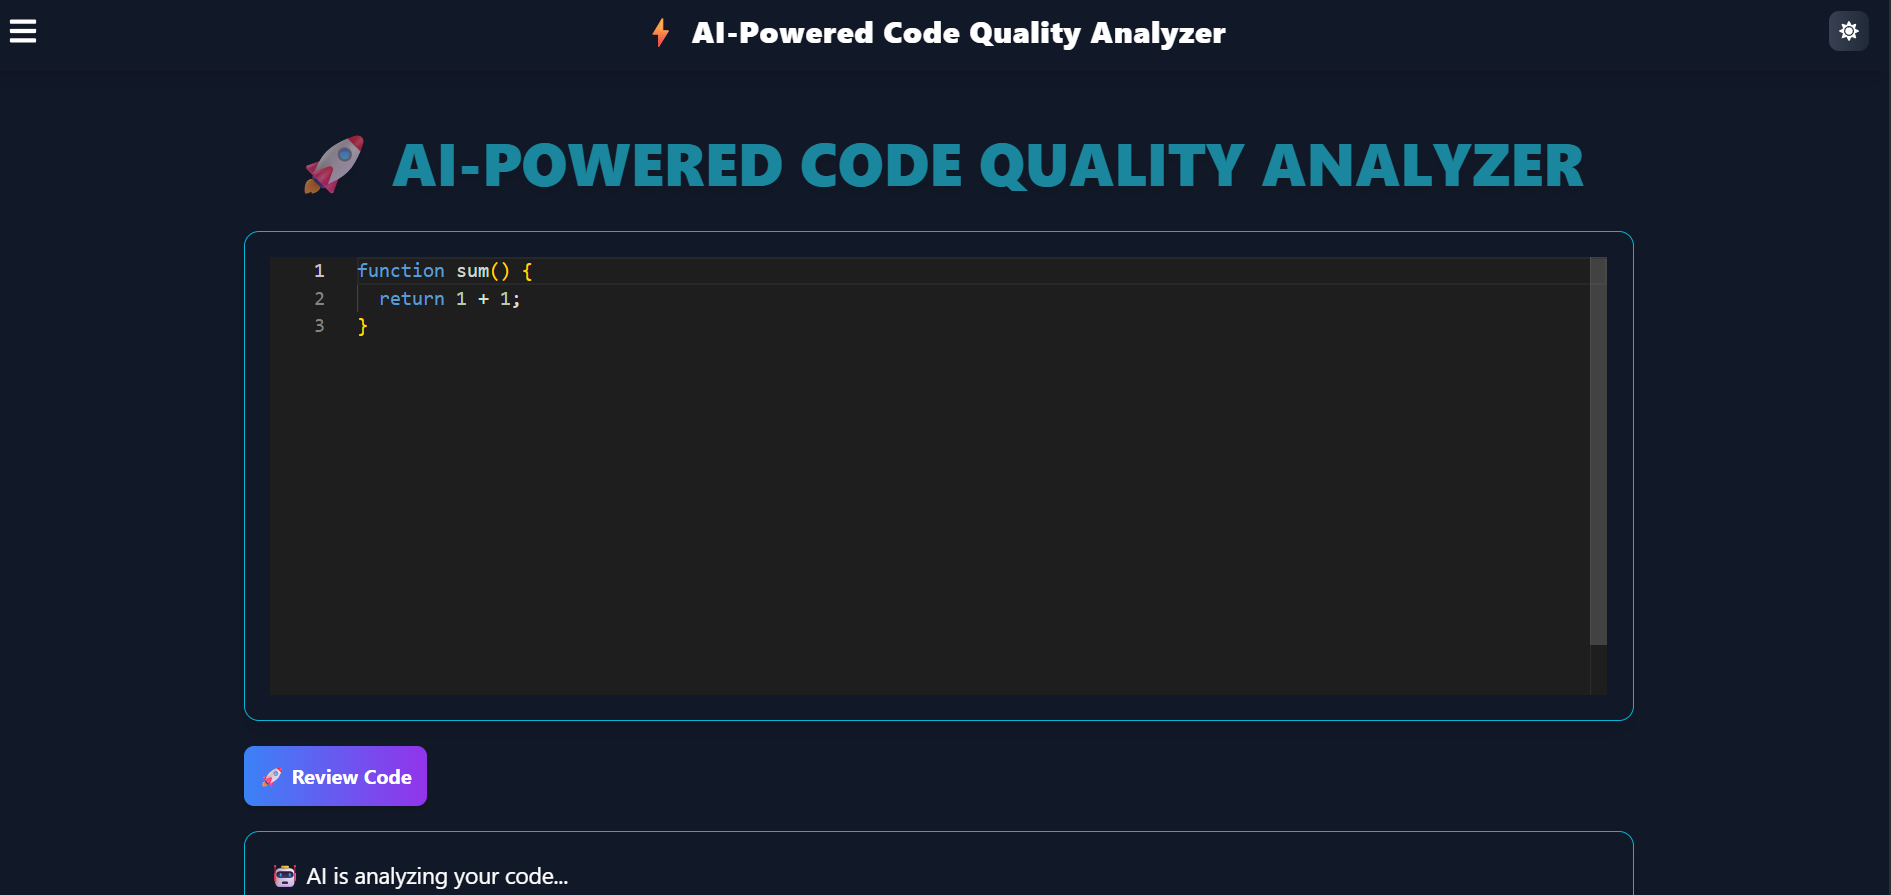 AI-Powered Code Quality Analyzer
AI-POWERED CODE QUALITY ANALYZER
1 function sum() {
2   return 1 + 1;
3 }
Review Code
AI is analyzing your code...